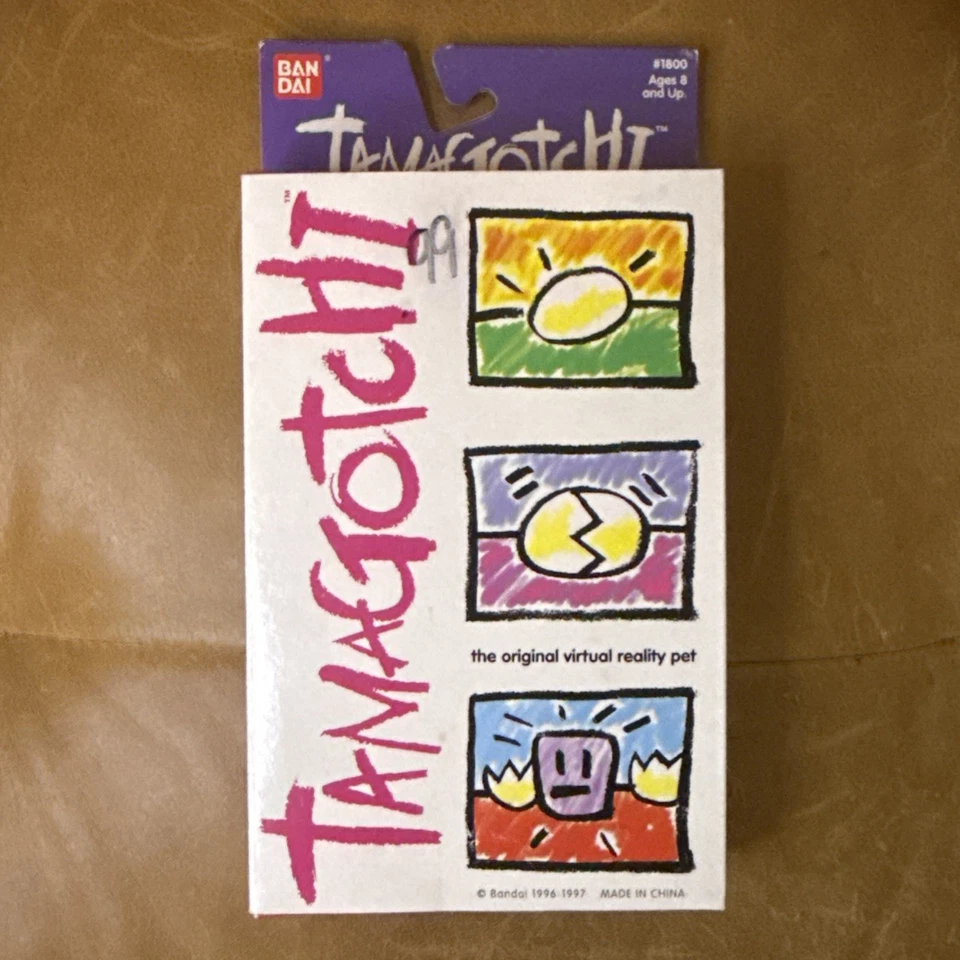 BAN
DAI®
#1800
Ages 8
and Up.
TAMAGOTCHI™
TAMAGOTCHI™
99
the original virtual reality pet
© Bandai 1996-1997 MADE IN CHINA